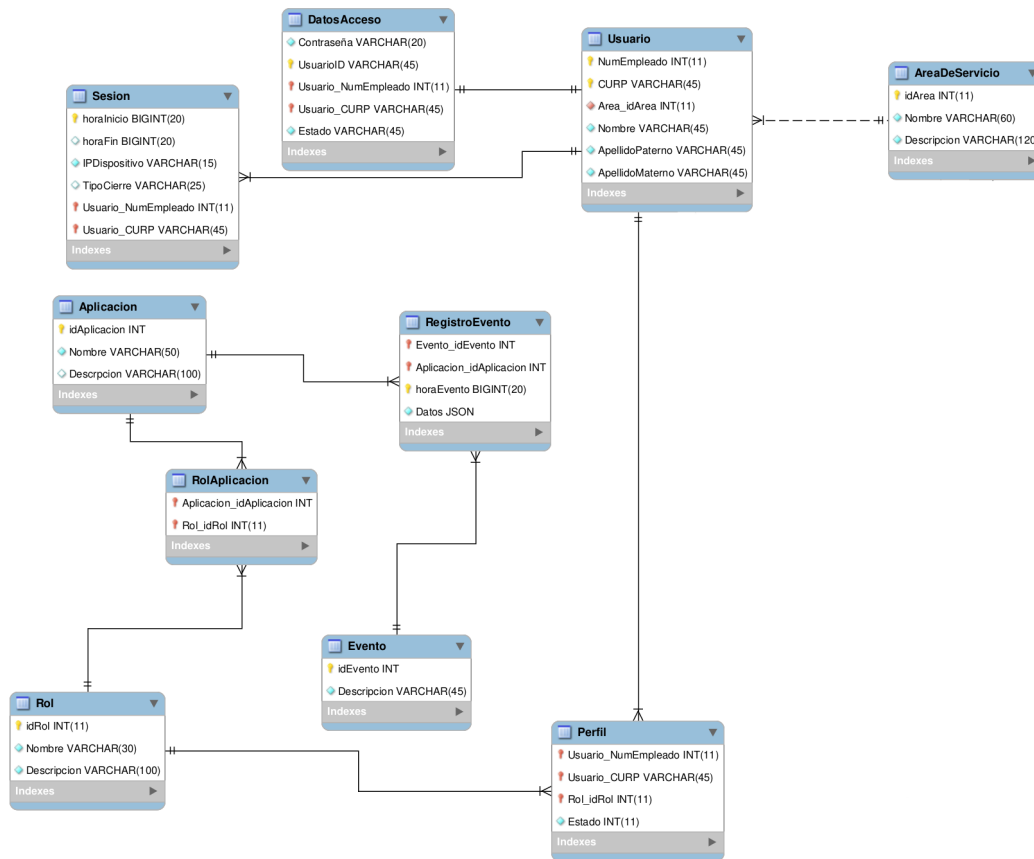 DatosAcceso
Contraseña VARCHAR(20)
UsuarioID VARCHAR(45)
Usuario_NumEmpleado INT(11)
Usuario_CURP VARCHAR(45)
Estado VARCHAR(45)
Indexes
Usuario
NumEmpleado INT(11)
CURP VARCHAR(45)
Area_idArea INT(11)
Nombre VARCHAR(45)
ApellidoPaterno VARCHAR(45)
ApellidoMaterno VARCHAR(45)
Indexes
AreaDeServicio
idArea INT(11)
Nombre VARCHAR(60)
Descripcion VARCHAR(120
Indexes
Sesion
horaInicio BIGINT(20)
horaFin BIGINT(20)
IPDispositivo VARCHAR(15)
TipoCierre VARCHAR(25)
Usuario_NumEmpleado INT(11)
Usuario_CURP VARCHAR(45)
Indexes
Aplicacion
idAplicacion INT
Nombre VARCHAR(50)
Descrpcion VARCHAR(100)
Indexes
RegistroEvento
Evento_idEvento INT
Aplicacion_idAplicacion INT
horaEvento BIGINT(20)
Datos JSON
Indexes
RolAplicacion
Aplicacion_idAplicacion INT
Rol_idRol INT(11)
Indexes
Evento
idEvento INT
Descripcion VARCHAR(45)
Indexes
Rol
idRol INT(11)
Nombre VARCHAR(30)
Descripcion VARCHAR(100)
Indexes
Perfil
Usuario_NumEmpleado INT(11)
Usuario_CURP VARCHAR(45)
Rol_idRol INT(11)
Estado INT(11)
Indexes